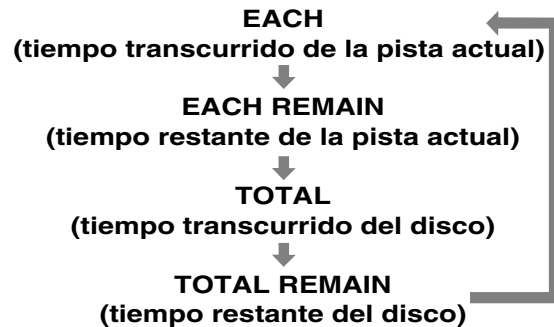 EACH
(tiempo transcurrido de la pista actual)
EACH REMAIN
(tiempo restante de la pista actual)
TOTAL
(tiempo transcurrido del disco)
TOTAL REMAIN
(tiempo restante del disco)